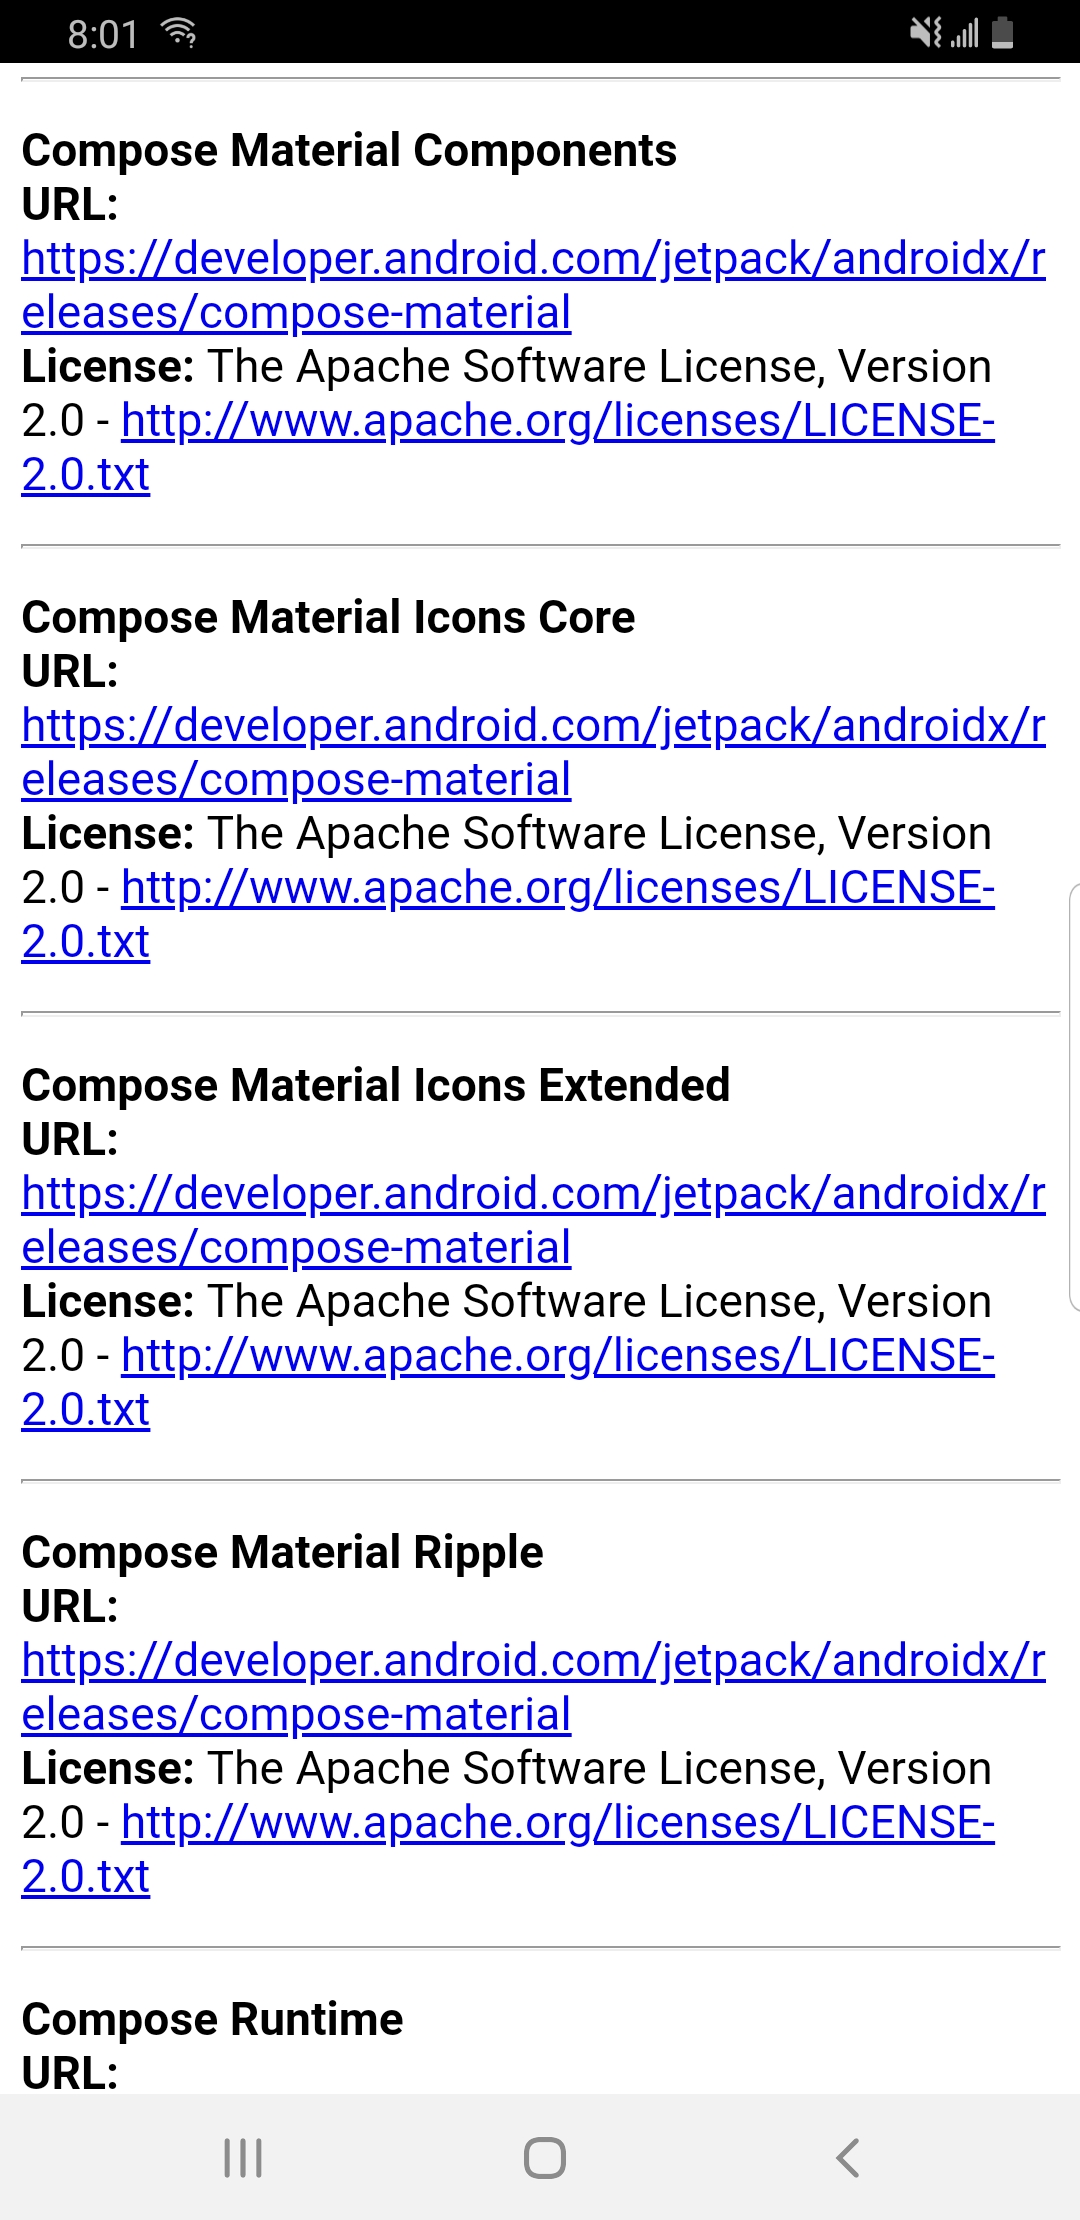 8:01
Compose Material Components
URL:
https://developer.android.com/jetpack/androidx/r
eleases/compose-material
License: The Apache Software License, Version
2.0 - http://www.apache.org/licenses/LICENSE-
2.0.txt
Compose Material Icons Core
URL:
https://developer.android.com/jetpack/androidx/r
eleases/compose-material
License: The Apache Software License, Version
2.0 - http://www.apache.org/licenses/LICENSE-
2.0.txt
Compose Material Icons Extended
URL:
https://developer.android.com/jetpack/androidx/r
eleases/compose-material
License: The Apache Software License, Version
2.0 - http://www.apache.org/licenses/LICENSE-
2.0.txt
Compose Material Ripple
URL:
https://developer.android.com/jetpack/androidx/r
eleases/compose-material
License: The Apache Software License, Version
2.0 - http://www.apache.org/licenses/LICENSE-
2.0.txt
Compose Runtime
URL: